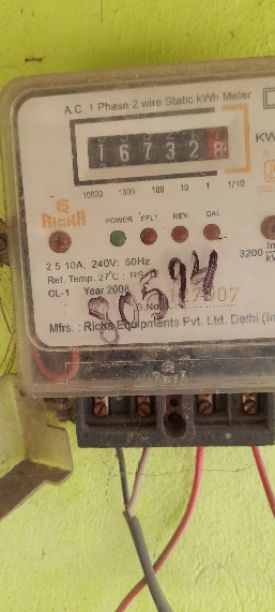 A.C. 1 Phase 2 wire Static kWh Meter
167328
10000 1000 100 10 1 1/10
RICHA
POWER EFLT REV. CAL
3200
2.5 10A, 240V: 50Hz
Ref. Temp. 27°C:
CL-1 Year 2008
80594
Mfrs. : Richa Equipments Pvt. Ltd. Delhi